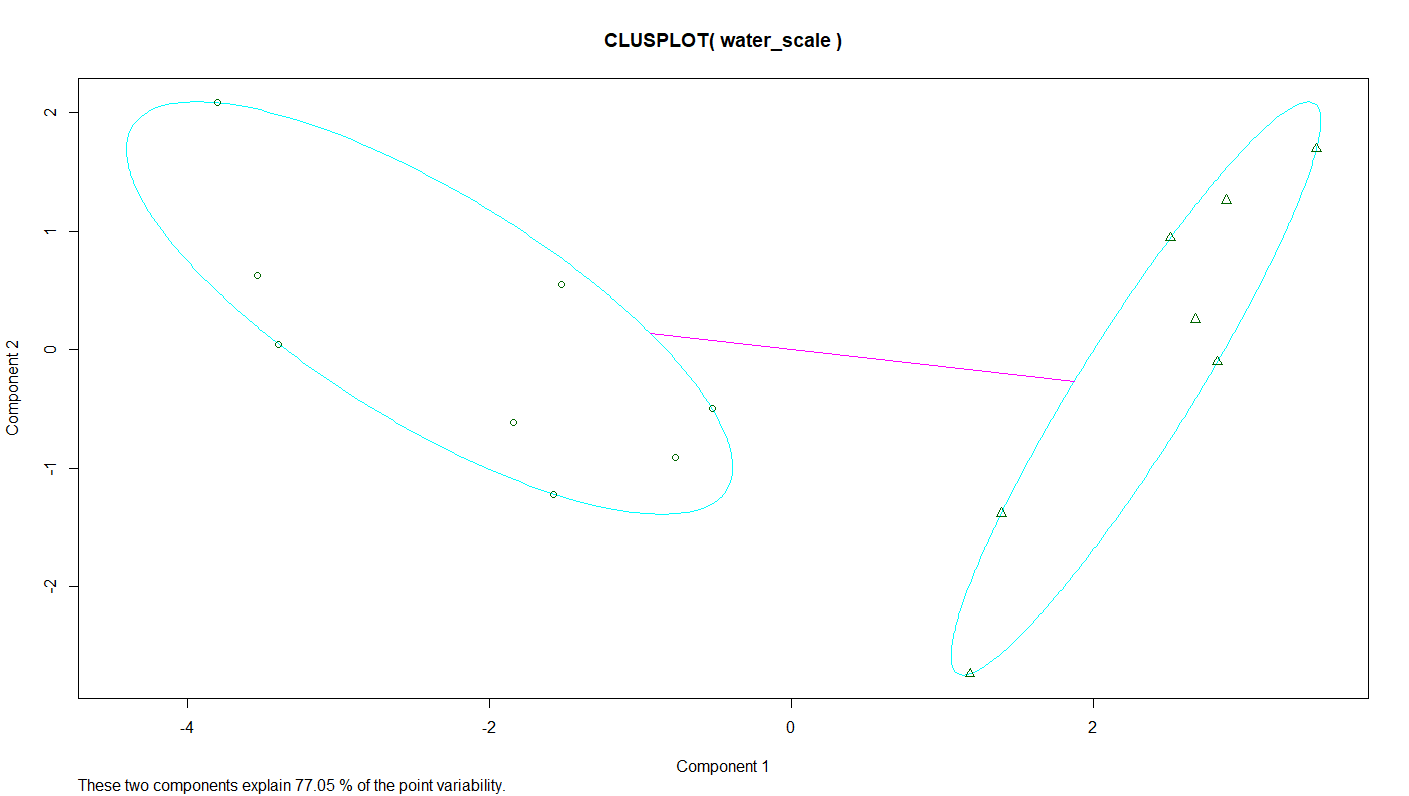 CLUSPLOT( water_scale )
2
1
0
-1
-2
Component 2
-4 -2 0 2
Component 1
These two components explain 77.05 % of the point variability.